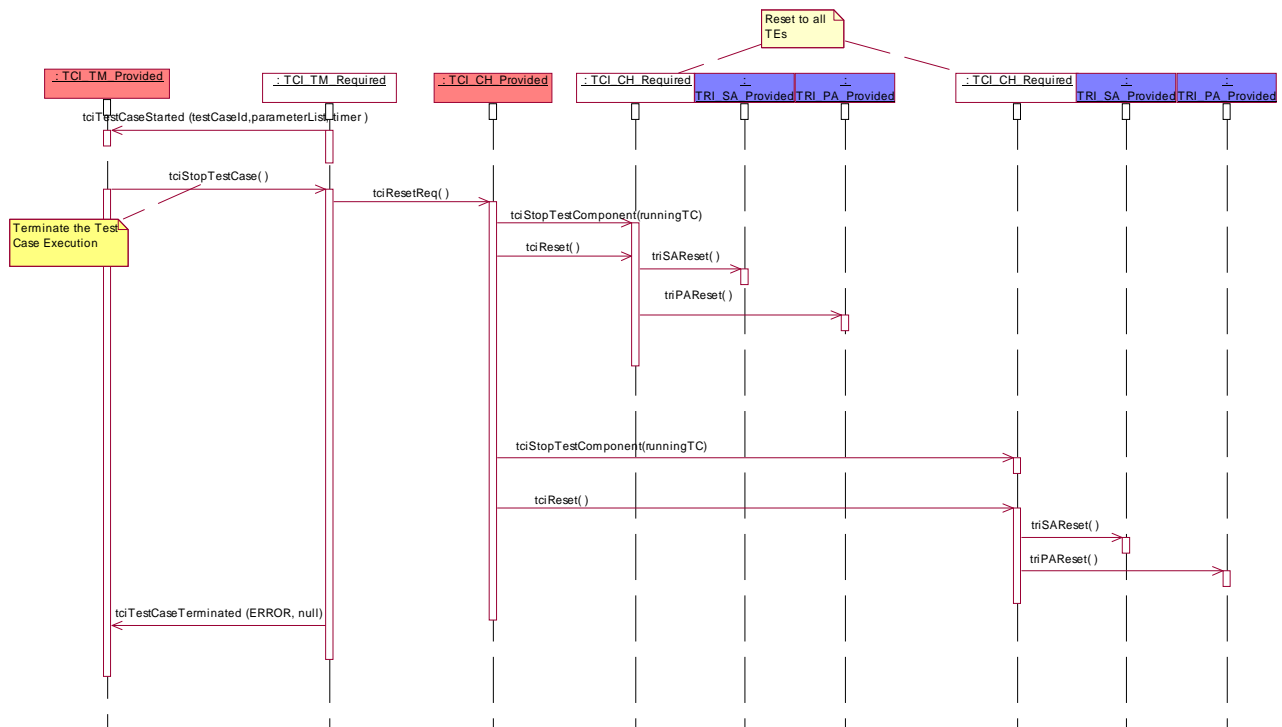 Reset to all
TEs
: TCI_TM_Provided
: TCI_TM_Required
: TCI_CH_Provided
: TCI_CH_Required
:
TRI_SA_Provided
:
TRI_PA_Provided
: TCI_CH_Required
:
TRI_SA_Provided
:
TRI_PA_Provided
tciTestCaseStarted (testCaseId,parameterList, timer )
tciStopTestCase( )
tciResetReq( )
tciStopTestComponent(runningTC)
Terminate the Test
Case Execution
tciReset( )
triSAReset( )
triPAReset( )
tciStopTestComponent(runningTC)
tciReset( )
triSAReset( )
triPAReset( )
tciTestCaseTerminated (ERROR, null)